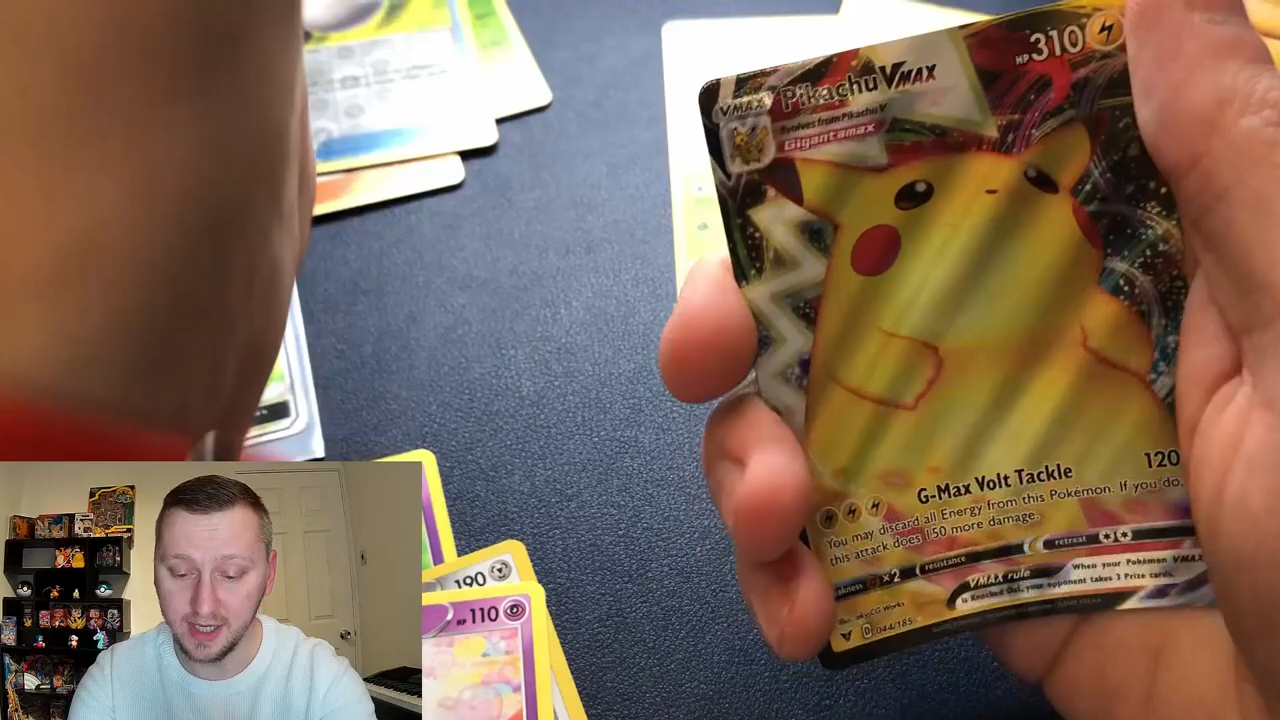 HP 310
VMAX Pikachu VMAX
Evolves from Pikachu V
Gigantamax
G-Max Volt Tackle 120
You may discard all Energy from this Pokémon. If you do,
this attack does 150 more damage.
×2 resistance retreat
VMAX rule When your Pokémon VMAX
is Knocked Out, your opponent takes 3 Prize cards.
D 044/185
190
HP 110